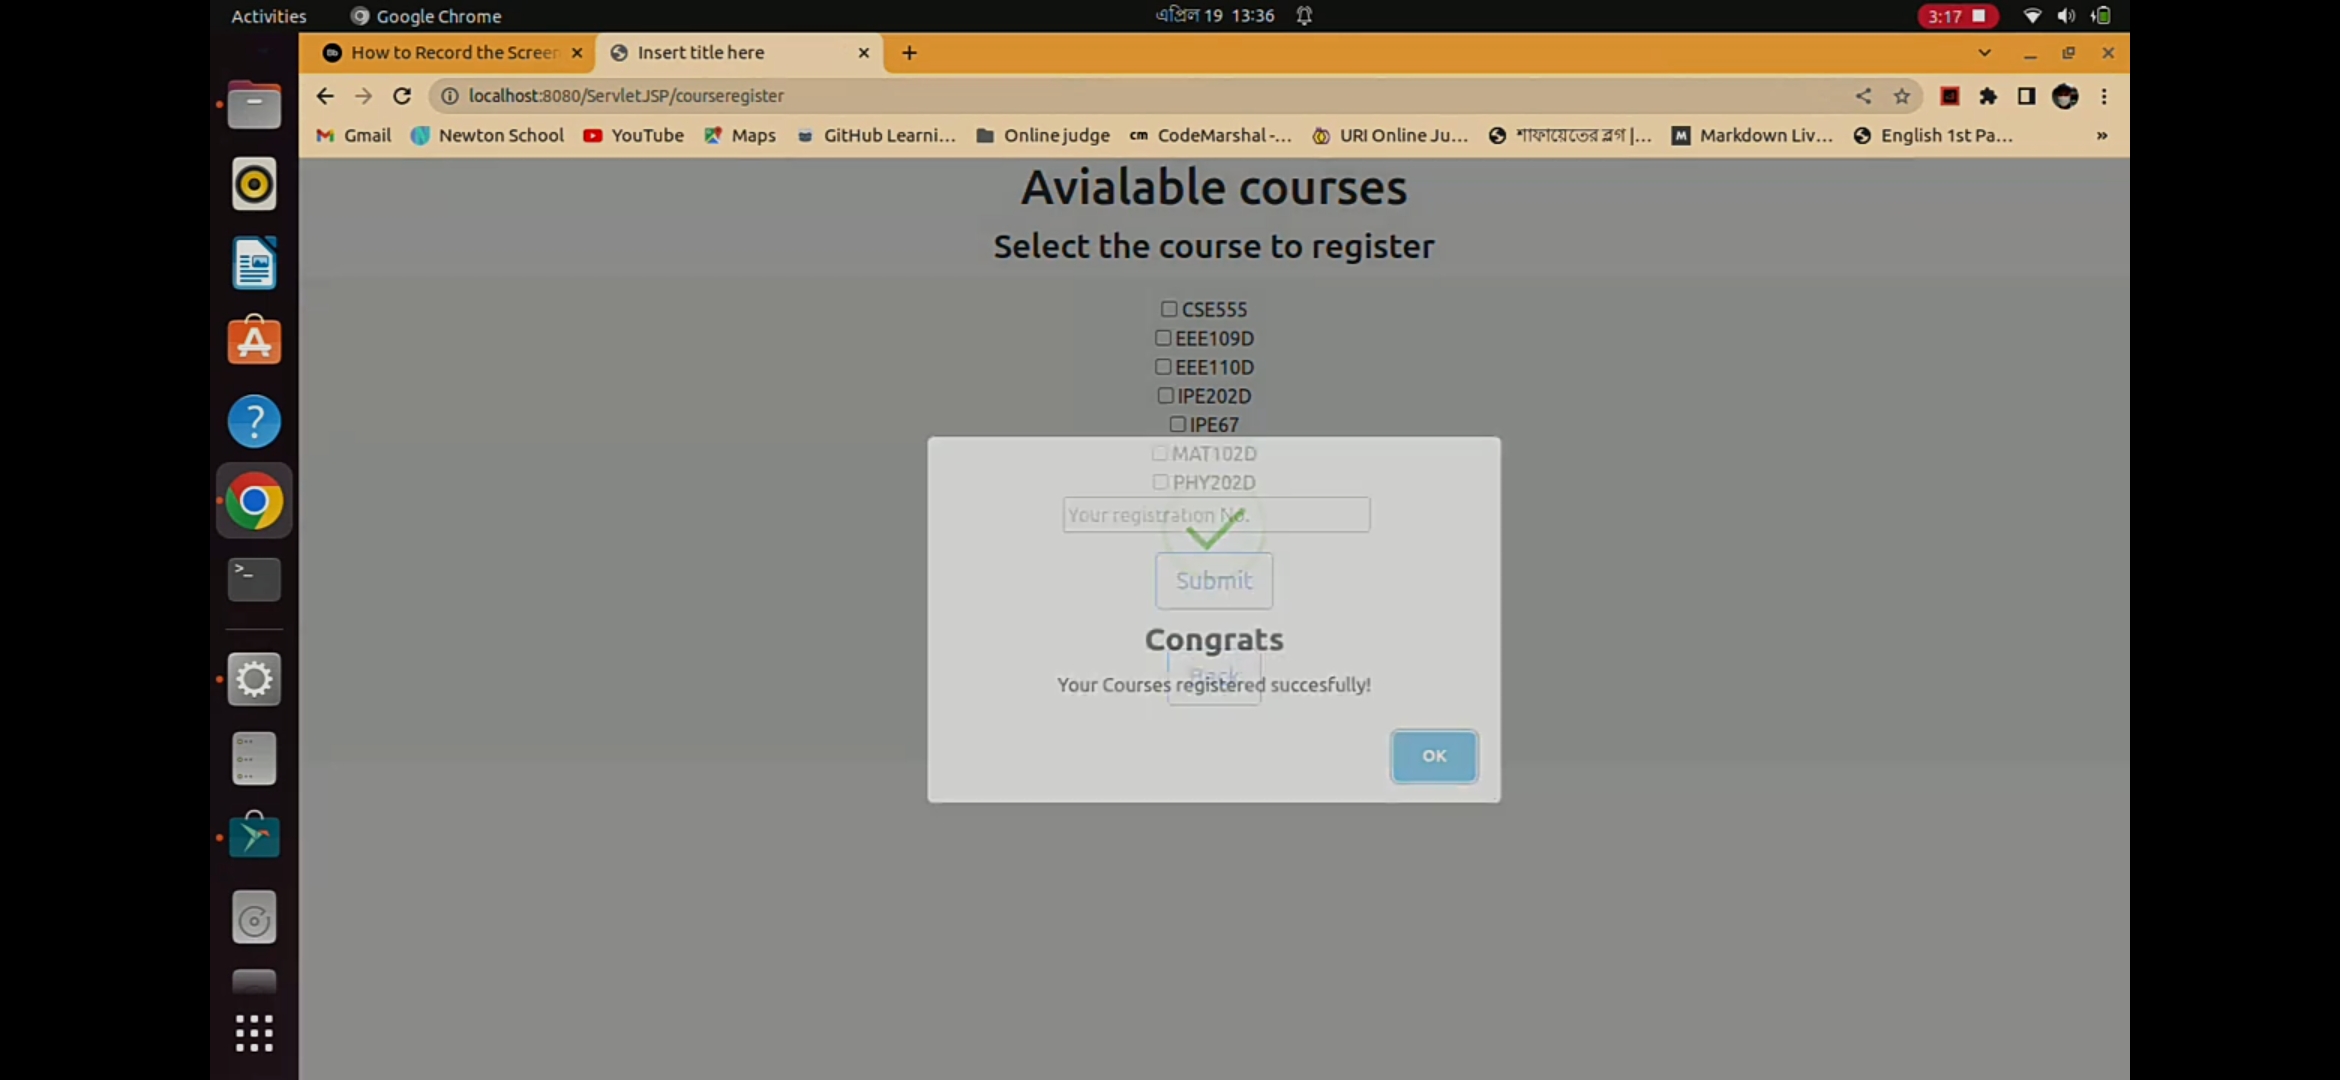 Activities Google Chrome এপ্রিল 19 13:36 3:17
How to Record the Screen Insert title here
localhost:8080/ServletJSP/courseregister
Gmail Newton School YouTube Maps GitHub Learni... Online judge cm CodeMarshal -... URI Online Ju... শাফায়েতের ব্লগ |... M Markdown Liv... English 1st Pa... »
Avialable courses
Select the course to register
CSE555
EEE109D
EEE110D
IPE202D
IPE67
MAT102D
PHY202D
Your registration No.
Submit
Congrats
Back
Your Courses registered succesfully!
OK